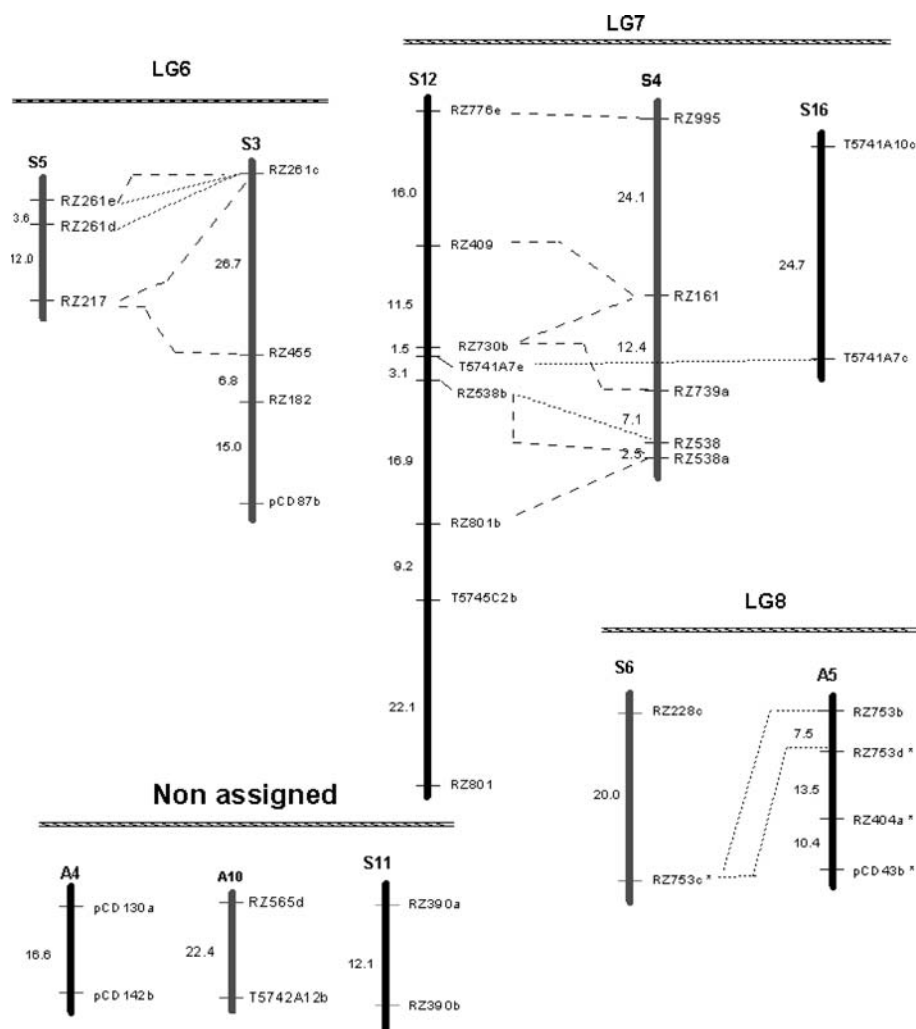 LG6
S5
RZ261e
3.6
RZ261d
12.0
RZ217
S3
RZ261c
26.7
RZ455
6.8
RZ182
15.0
pCD87b
LG7
S12
RZ776e
16.0
RZ409
11.5
RZ730b
1.5
T5741A7e
3.1
RZ538b
16.9
RZ801b
9.2
T5745C2b
22.1
RZ801
S4
RZ995
24.1
RZ161
12.4
RZ739a
7.1
RZ538
2.5
RZ538a
S16
T5741A10c
24.7
T5741A7c
LG8
S6
RZ228c
20.0
RZ753c *
A5
RZ753b
7.5
RZ753d *
13.5
RZ404a *
10.4
pCD43b *
Non assigned
A4
pCD130a
16.6
pCD142b
A10
RZ565d
22.4
T5742A12b
S11
RZ390a
12.1
RZ390b